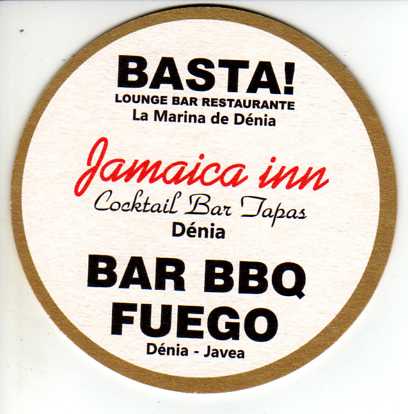 BASTA!
LOUNGE BAR RESTAURANTE
La Marina de Dénia
Jamaica inn
Cocktail Bar Tapas
Dénia
BAR BBQ
FUEGO
Dénia - Javea